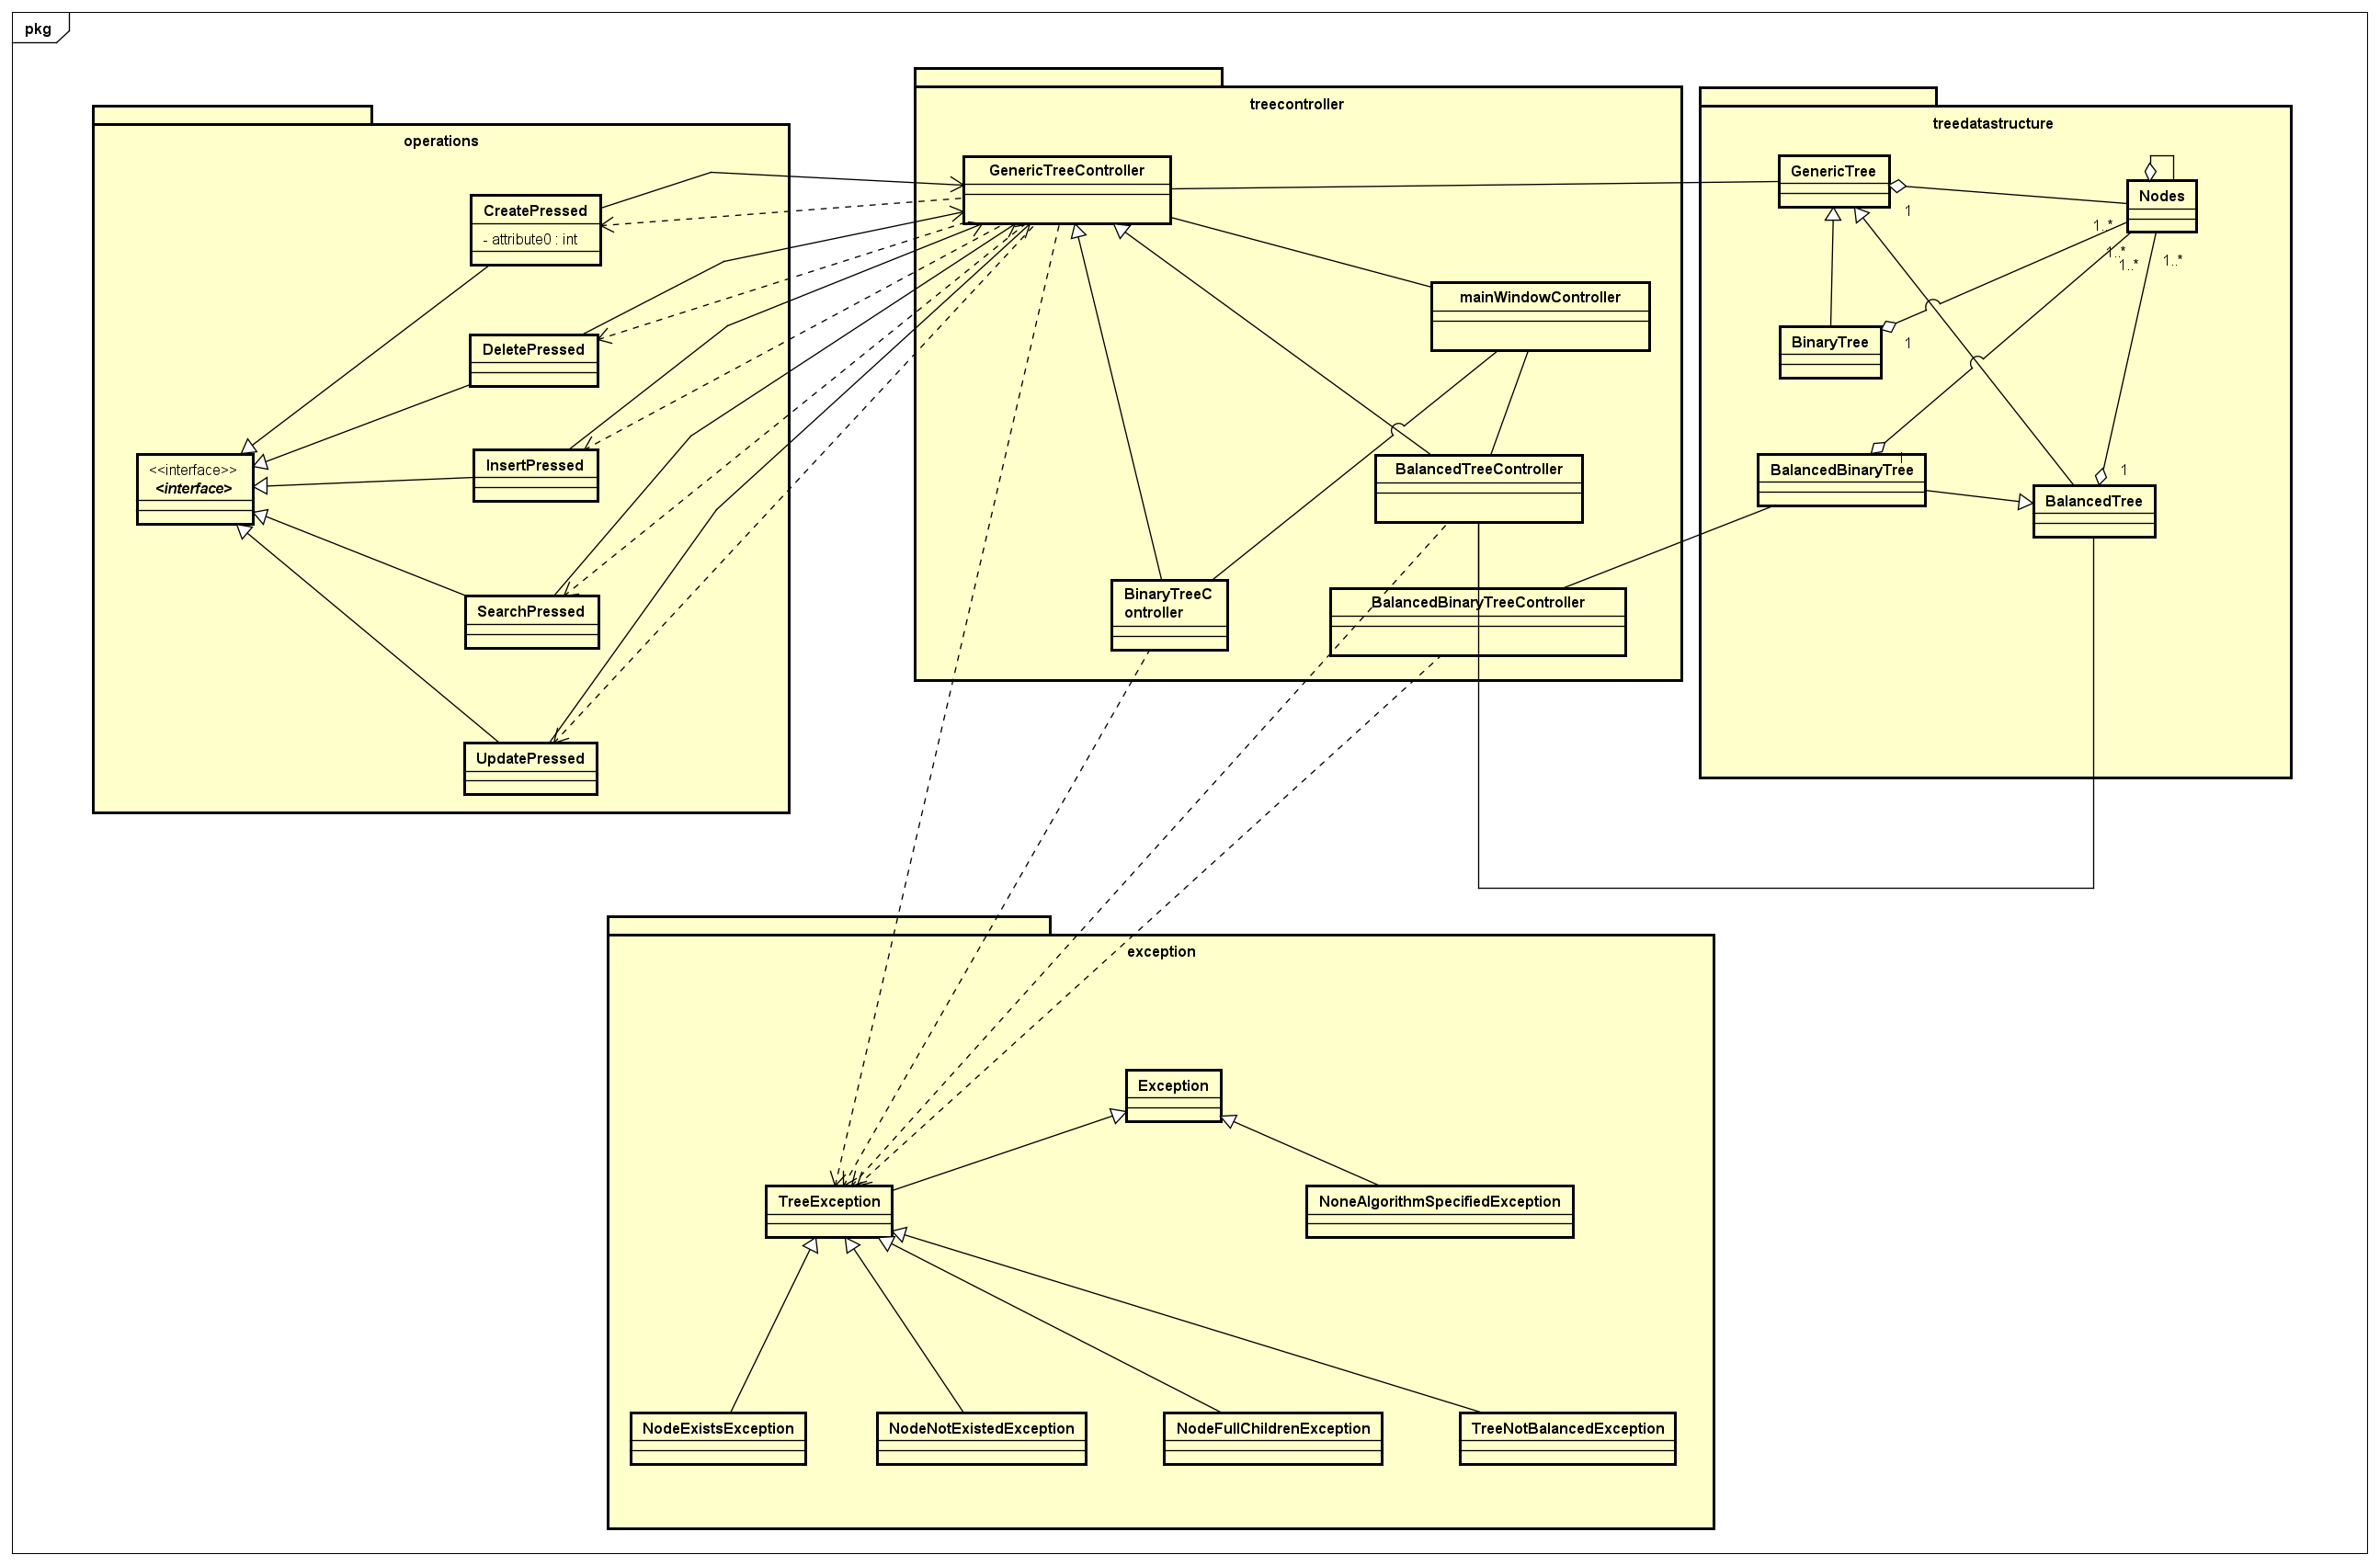 pkg
operations
CreatePressed
- attribute0 : int
DeletePressed
<<interface>>
<interface>
InsertPressed
SearchPressed
UpdatePressed
treecontroller
GenericTreeController
mainWindowController
BalancedTreeController
BinaryTreeC
ontroller
BalancedBinaryTreeController
treedatastructure
GenericTree
Nodes
1
1..*
1..*
1..*
1..*
BinaryTree
1
BalancedBinaryTree
1
1
BalancedTree
exception
Exception
TreeException
NoneAlgorithmSpecifiedException
NodeExistsException
NodeNotExistedException
NodeFullChildrenException
TreeNotBalancedException